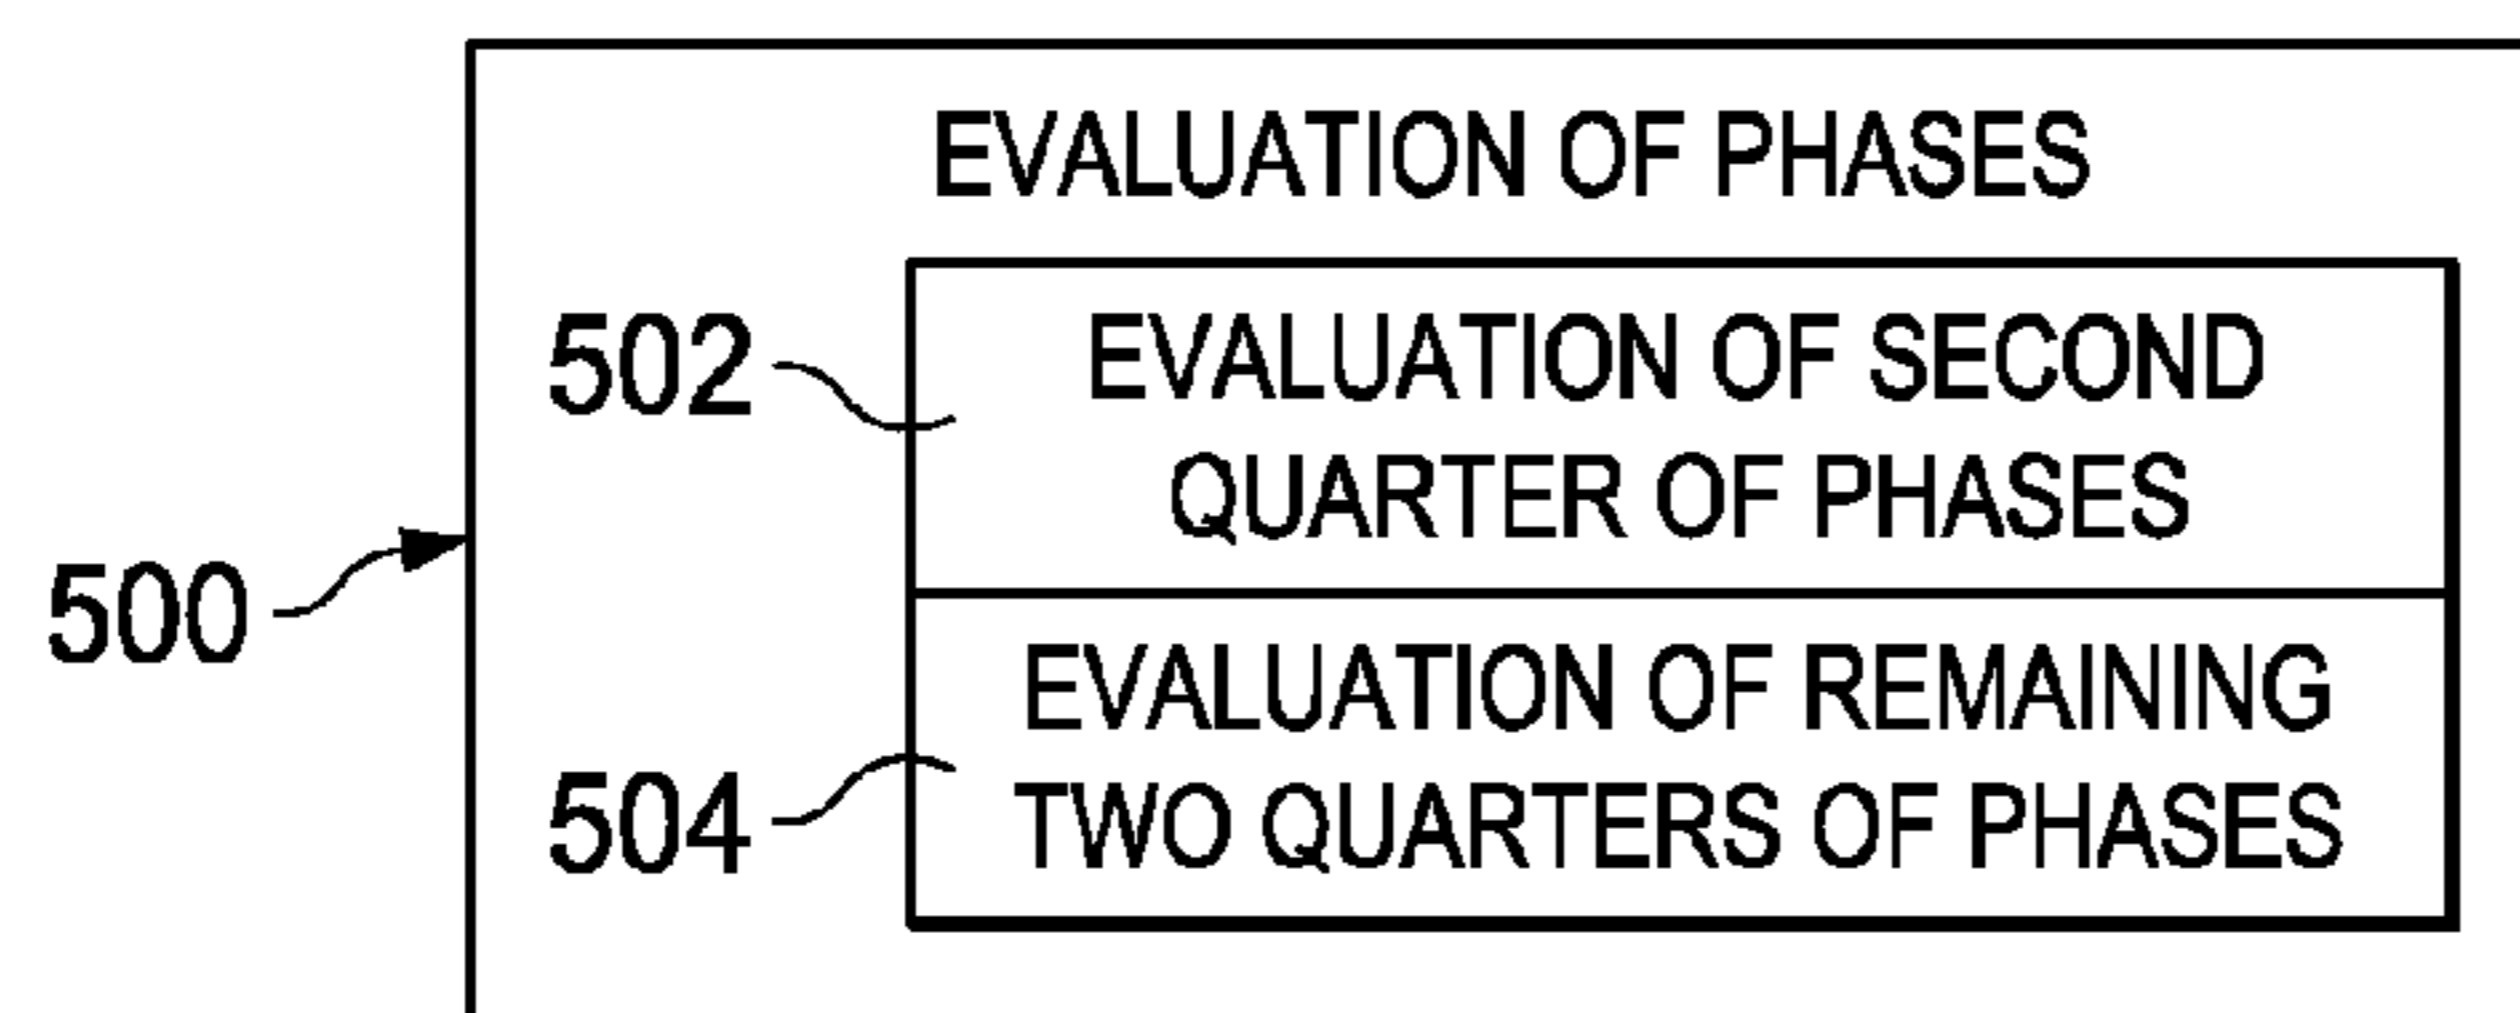 EVALUATION OF PHASES
502
EVALUATION OF SECOND
QUARTER OF PHASES
500
EVALUATION OF REMAINING
504
TWO QUARTERS OF PHASES